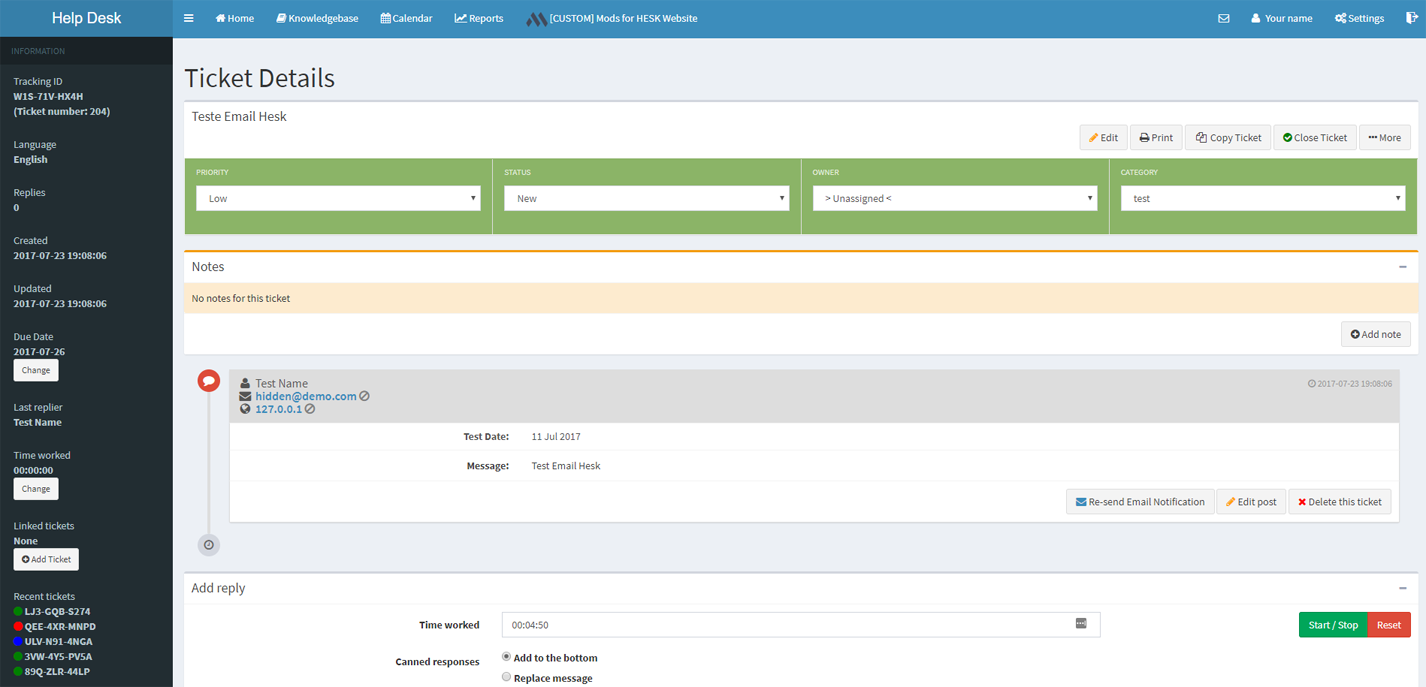 Help Desk
Home
Knowledgebase
Calendar
Reports
[CUSTOM] Mods for HESK Website
Your name
Settings
INFORMATION
Tracking ID
W1S-71V-HX4H
(Ticket number: 204)
Language
English
Replies
0
Created
2017-07-23 19:08:06
Updated
2017-07-23 19:08:06
Due Date
2017-07-26
Change
Last replier
Test Name
Time worked
00:00:00
Change
Linked tickets
None
Add Ticket
Recent tickets
LJ3-GQB-S274
QEE-4XR-MNPD
ULV-N91-4NGA
3VW-4Y5-PV5A
89Q-ZLR-44LP
Ticket Details
Teste Email Hesk
Edit
Print
Copy Ticket
Close Ticket
More
PRIORITY
Low
STATUS
New
OWNER
> Unassigned <
CATEGORY
test
Notes
No notes for this ticket
Add note
Test Name
2017-07-23 19:08:06
hidden@demo.com
127.0.0.1
Test Date: 11 Jul 2017
Message: Test Email Hesk
Re-send Email Notification
Edit post
Delete this ticket
Add reply
Time worked
00:04:50
Start / Stop
Reset
Canned responses
Add to the bottom
Replace message